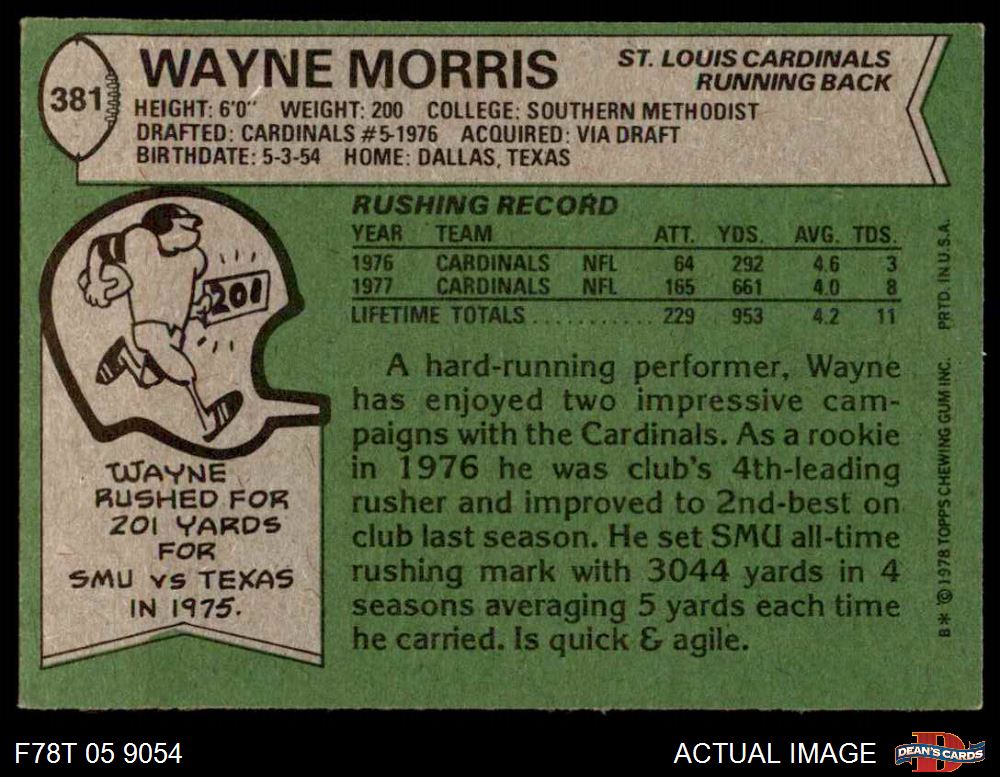 381
WAYNE MORRIS
ST. LOUIS CARDINALS
RUNNING BACK
HEIGHT: 6'0" WEIGHT: 200 COLLEGE: SOUTHERN METHODIST
DRAFTED: CARDINALS #5-1976 ACQUIRED: VIA DRAFT
BIRTHDATE: 5-3-54 HOME: DALLAS, TEXAS
RUSHING RECORD
YEAR TEAM ATT. YDS. AVG. TDS.
1976 CARDINALS NFL 64 292 4.6 3
1977 CARDINALS NFL 165 661 4.0 8
LIFETIME TOTALS ........... 229 953 4.2 11
201
WAYNE
RUSHED FOR
201 YARDS
FOR
SMU VS TEXAS
IN 1975.
A hard-running performer, Wayne
has enjoyed two impressive cam-
paigns with the Cardinals. As a rookie
in 1976 he was club's 4th-leading
rusher and improved to 2nd-best on
club last season. He set SMU all-time
rushing mark with 3044 yards in 4
seasons averaging 5 yards each time
he carried. Is quick & agile.
B* © 1978 TOPPS CHEWING GUM INC. PRTD. IN U.S.A.
F78T 05 9054
ACTUAL IMAGE
D
DEAN'S CARDS